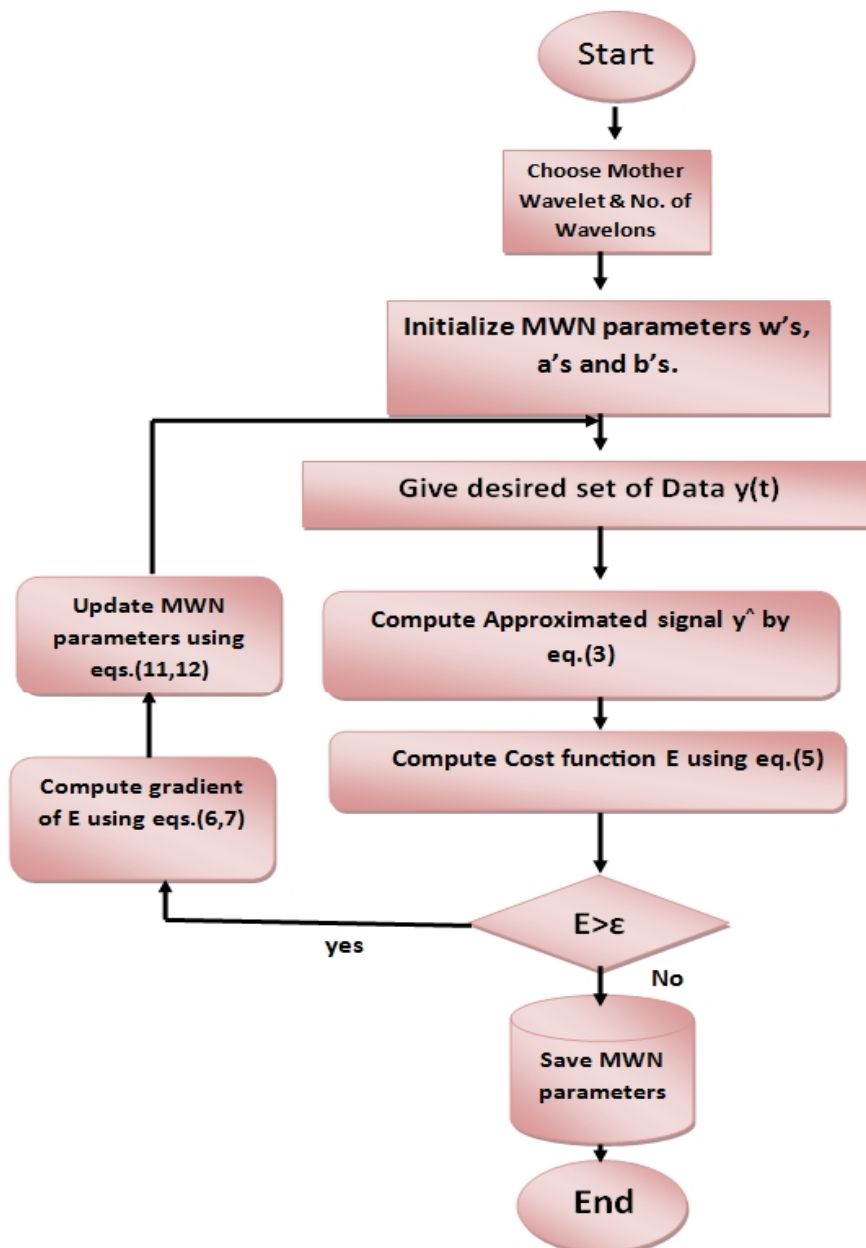 Start
Choose Mother
Wavelet & No. of
Wavelons
Initialize MWN parameters w's,
a's and b's.
Give desired set of Data y(t)
Compute Approximated signal y^ by
eq.(3)
Compute Cost function E using eq.(5)
E>ε
yes
No
Compute gradient
of E using eqs.(6,7)
Update MWN
parameters using
eqs.(11,12)
Save MWN
parameters
End